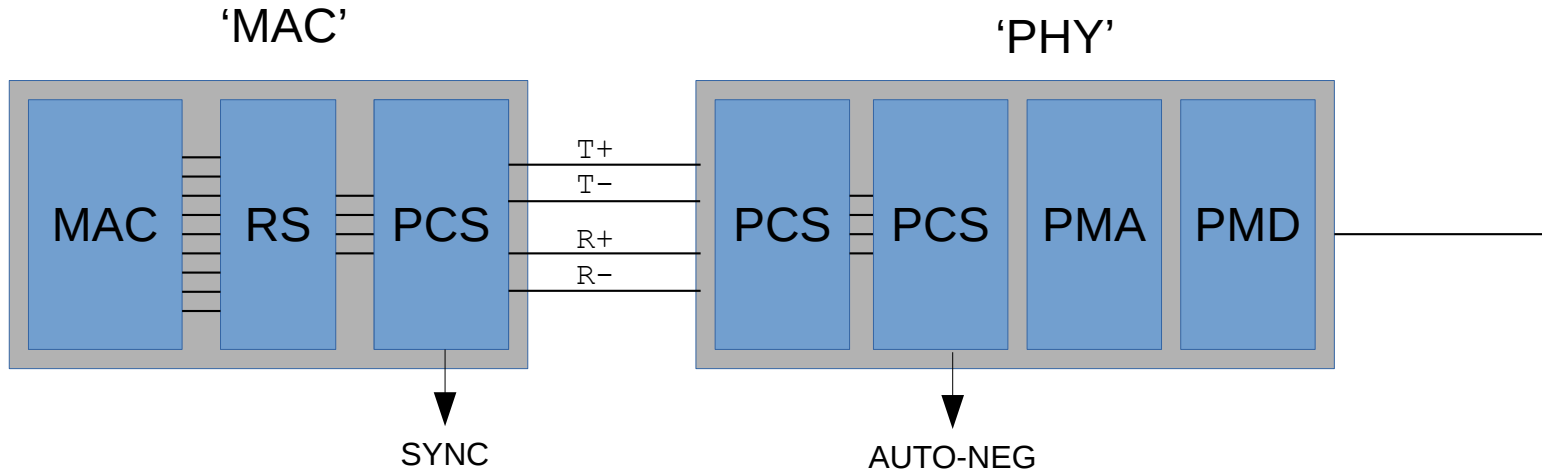 ‘MAC’
‘PHY’
MAC
RS
PCS
T+
T-
R+
R-
PCS
PCS
PMA
PMD
SYNC
AUTO-NEG